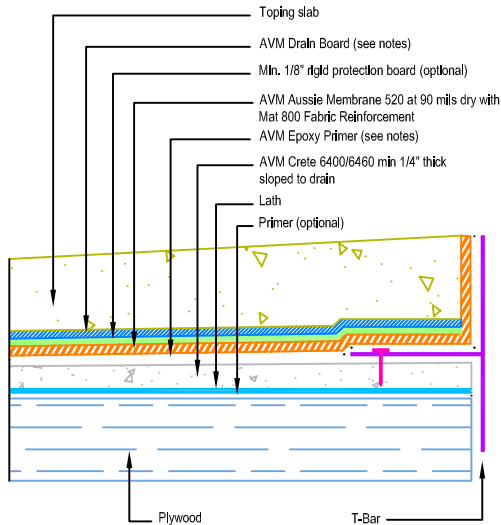 Toping slab
AVM Drain Board (see notes)
Min. 1/8" rigid protection board (optional)
AVM Aussie Membrane 520 at 90 mils dry with
Mat 800 Fabric Reinforcement
AVM Epoxy Primer (see notes)
AVM Crete 6400/6460 min 1/4" thick
sloped to drain
Lath
Primer (optional)
Plywood
T-Bar